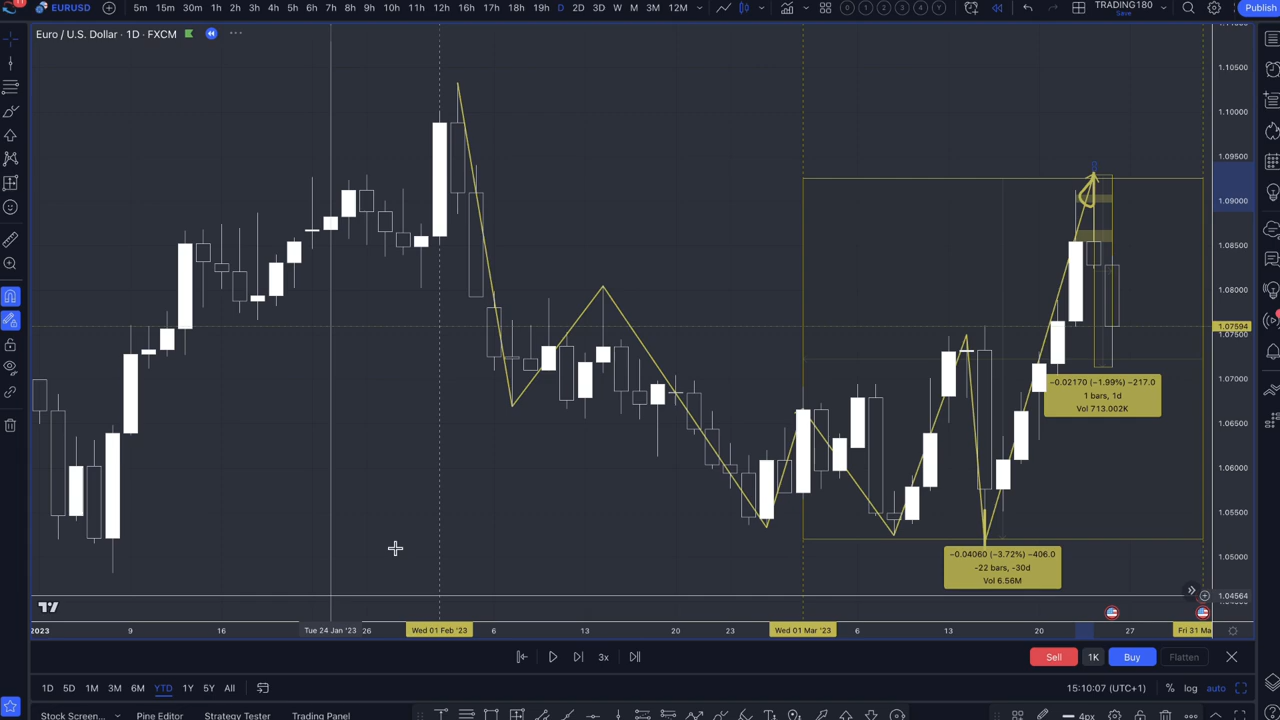 11
EURUSD 5m 15m 30m 1h 2h 3h 4h 5h 6h 7h 8h 9h 10h 11h 12h 16h 17h 18h 19h D 2D 3D W M 3M 12M TRADING180 Publish
Save
Euro / U.S. Dollar · 1D · FXCM
1.10500
1.10000
1.09500
1.09000
1.08500
1.08000
1.07594
1.07500
1.07000
1.06500
1.06000
1.05500
1.05000
1.04564
−0.02170 (−1.99%) −217.0
1 bars, 1d
Vol 713.002K
−0.04060 (−3.72%) −406.0
-22 bars, -30d
Vol 6.56M
2023 9 16 Tue 24 Jan '23 26 Wed 01 Feb '23 6 13 20 23 Wed 01 Mar '23 6 13 20 27 Fri 31 Ma
3x Sell 1K Buy Flatten
1D 5D 1M 3M 6M YTD 1Y 5Y All 15:10:07 (UTC+1) % log auto
Stock Screen... Pine Editor Strategy Tester Trading Panel 4px